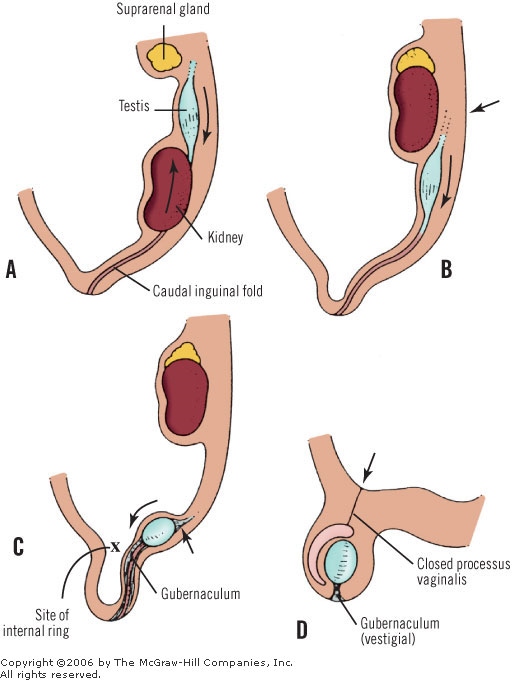 Suprarenal gland
Testis
Kidney
A
Caudal inguinal fold
B
C
x
Site of
internal ring
Gubernaculum
D
Closed processus
vaginalis
Gubernaculum
(vestigial)
Copyright ©2006 by The McGraw-Hill Companies, Inc.
All rights reserved.